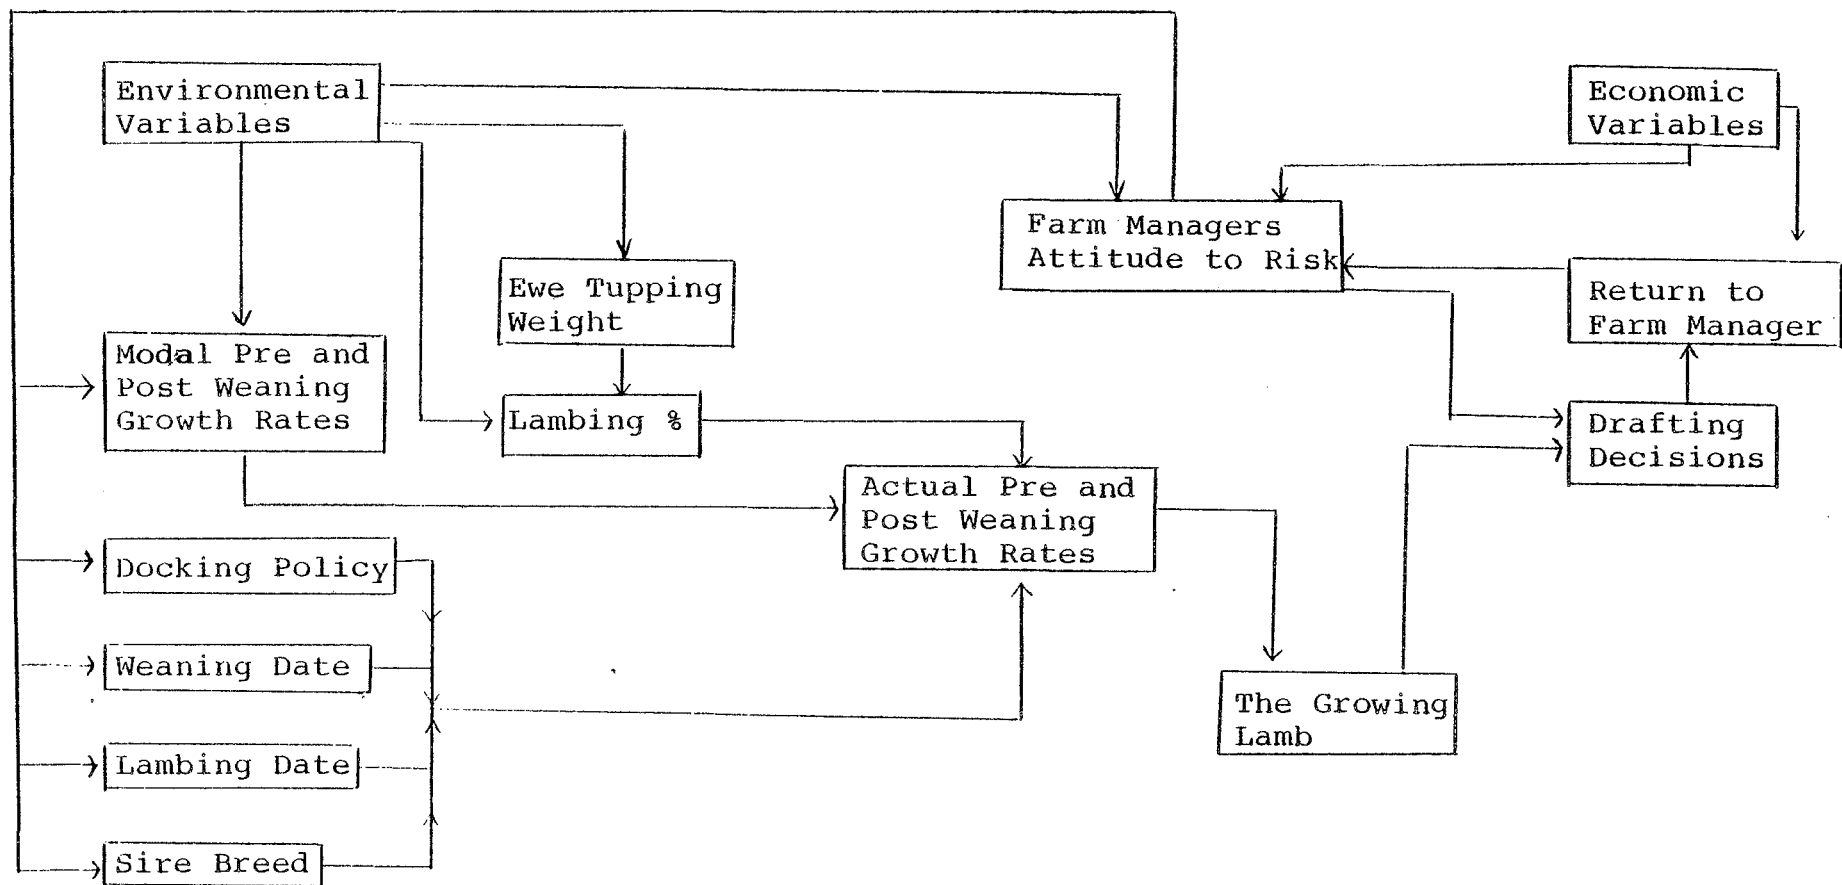 Environmental
Variables
Economic
Variables
Farm Managers
Attitude to Risk
Ewe Tupping
Weight
Return to
Farm Manager
Modal Pre and
Post Weaning
Growth Rates
Lambing %
Drafting
Decisions
Actual Pre and
Post Weaning
Growth Rates
Docking Policy
Weaning Date
The Growing
Lamb
Lambing Date
Sire Breed